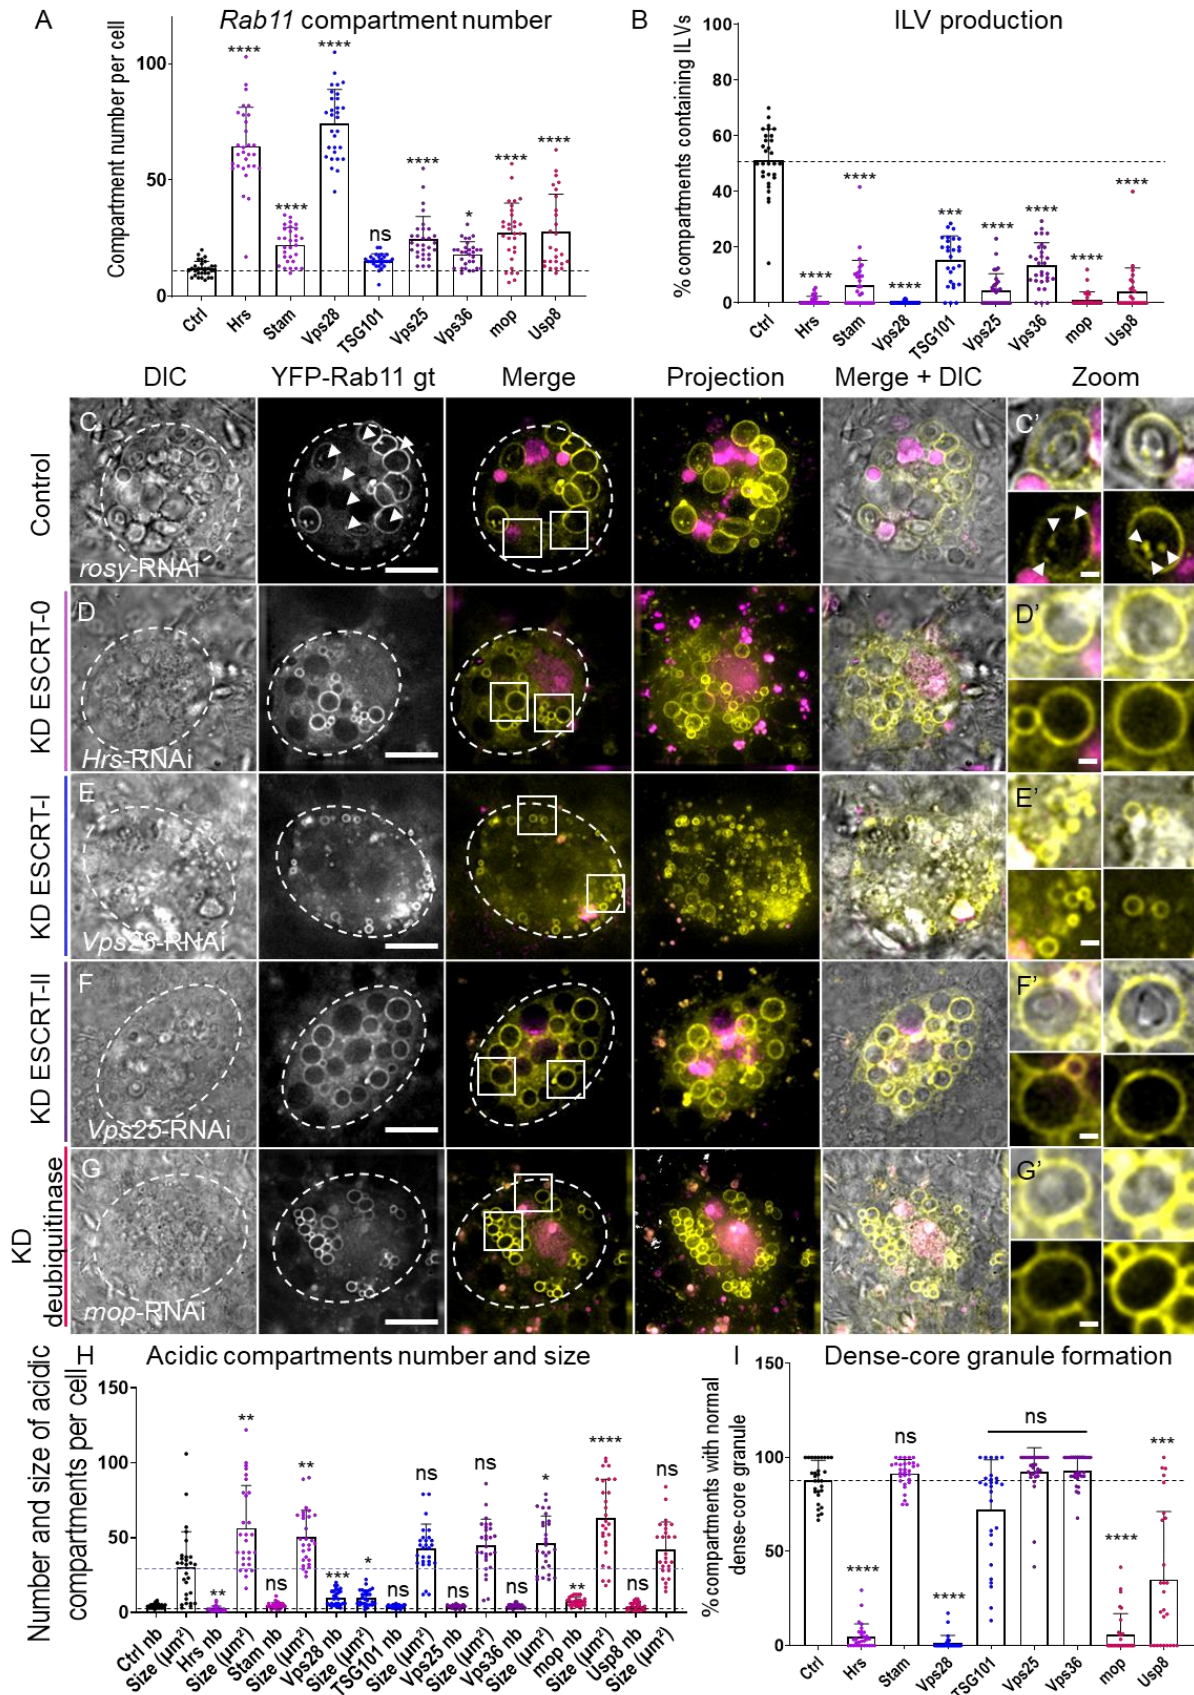 A
Rab11 compartment number
Compartment number per cell
100
50
0
**** **** **** ns **** * **** ****
Ctrl Hrs Stam Vps28 TSG101 Vps25 Vps36 mop Usp8
B
ILV production
% compartments containing ILVs
100
80
60
40
20
0
**** **** **** *** **** **** **** ****
Ctrl Hrs Stam Vps28 TSG101 Vps25 Vps36 mop Usp8
DIC YFP-Rab11 gt Merge Projection Merge + DIC Zoom
Control
C
rosy-RNAi
C'
KD ESCRT-0
D
Hrs-RNAi
D'
KD ESCRT-I
E
Vps28-RNAi
E'
KD ESCRT-II
F
Vps25-RNAi
F'
KD
deubiquitinase
G
mop-RNAi
G'
H
Acidic compartments number and size
Number and size of acidic
compartments per cell
150
100
50
0
** ** ns ** *** * ns ns ns ns ns * ** **** ns ns
Ctrl nb Size (µm²) Hrs nb Size (µm²) Stam nb Size (µm²) Vps28 nb Size (µm²) TSG101 nb Size (µm²) Vps25 nb Size (µm²) Vps36 nb Size (µm²) mop nb Size (µm²) Usp8 nb Size (µm²)
I
Dense-core granule formation
% compartments with normal
dense-core granule
150
100
50
0
**** ns **** ns **** ***
Ctrl Hrs Stam Vps28 TSG101 Vps25 Vps36 mop Usp8